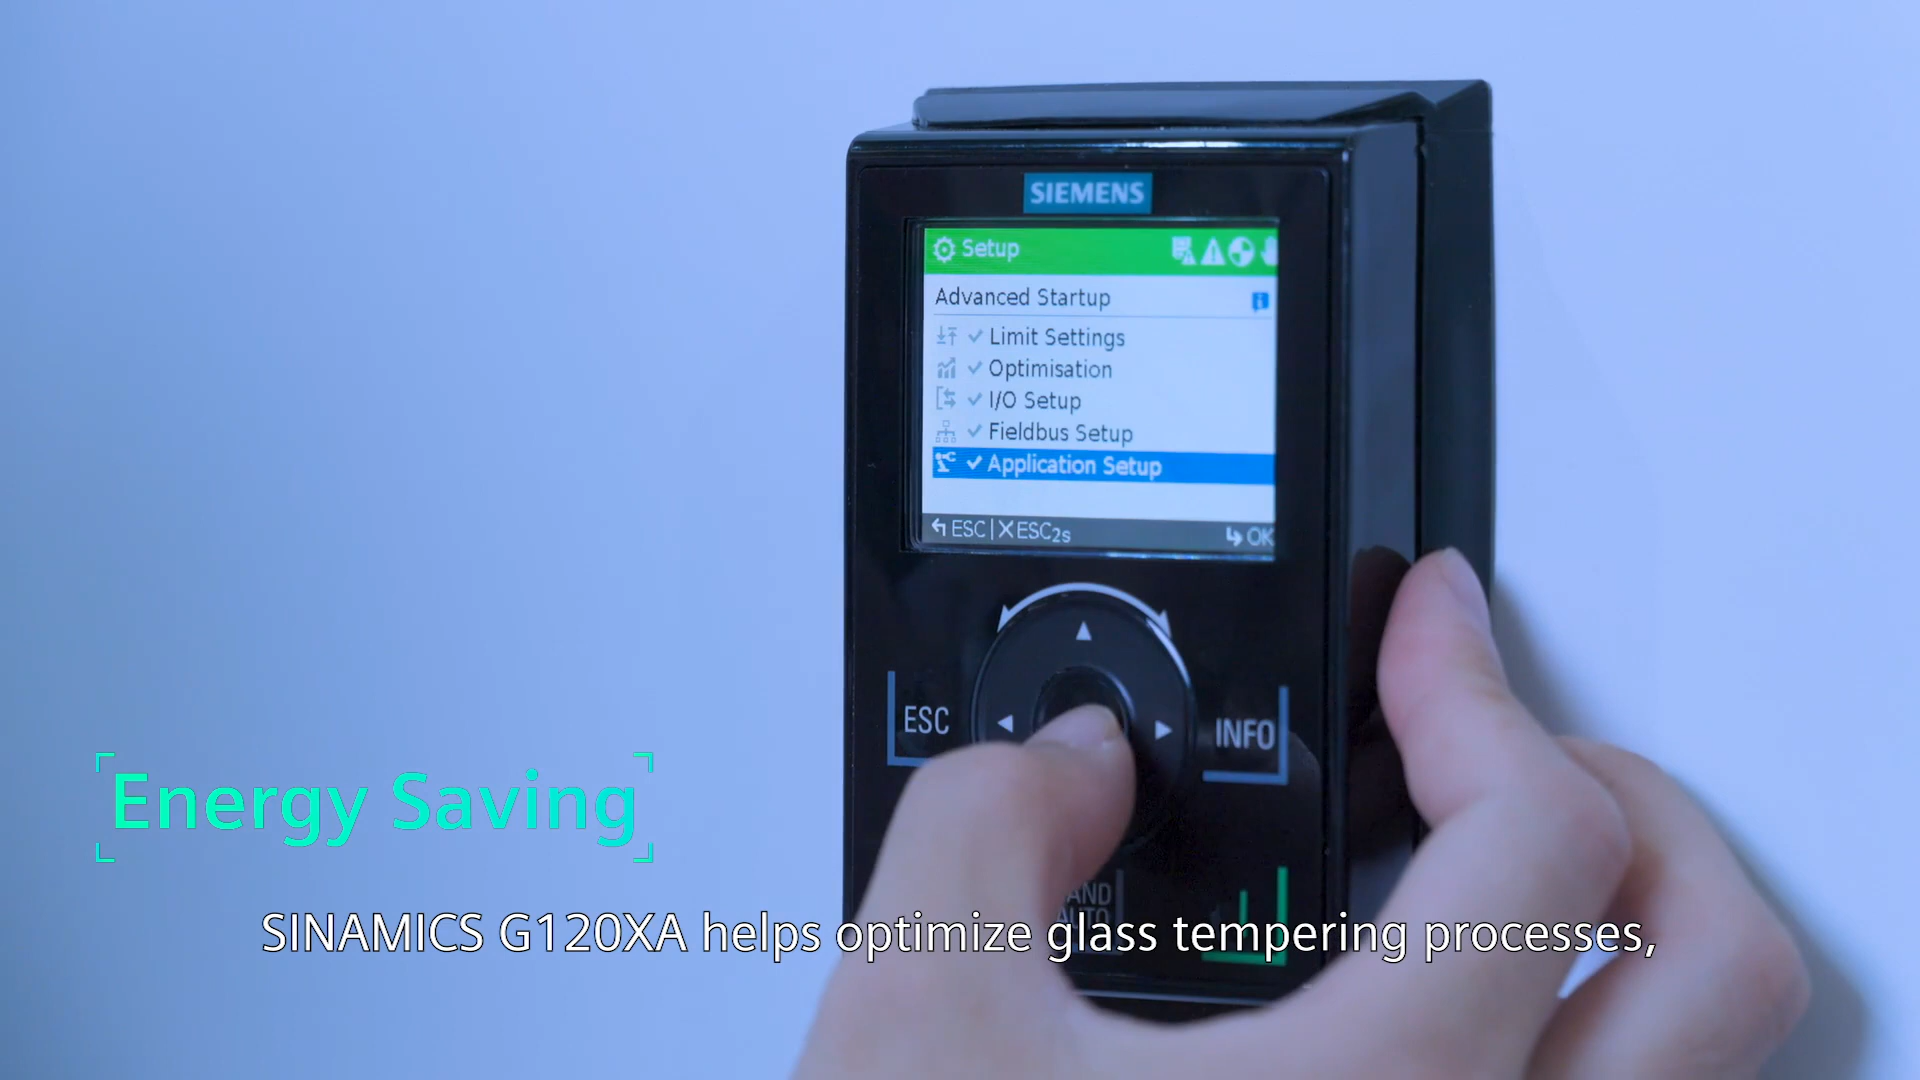 SIEMENS
Setup
Advanced Startup
Limit Settings
Optimisation
I/O Setup
Fieldbus Setup
Application Setup
ESC | X ESC2s
OK
ESC
INFO
AUTO
Energy Saving
SINAMICS G120XA helps optimize glass tempering processes,